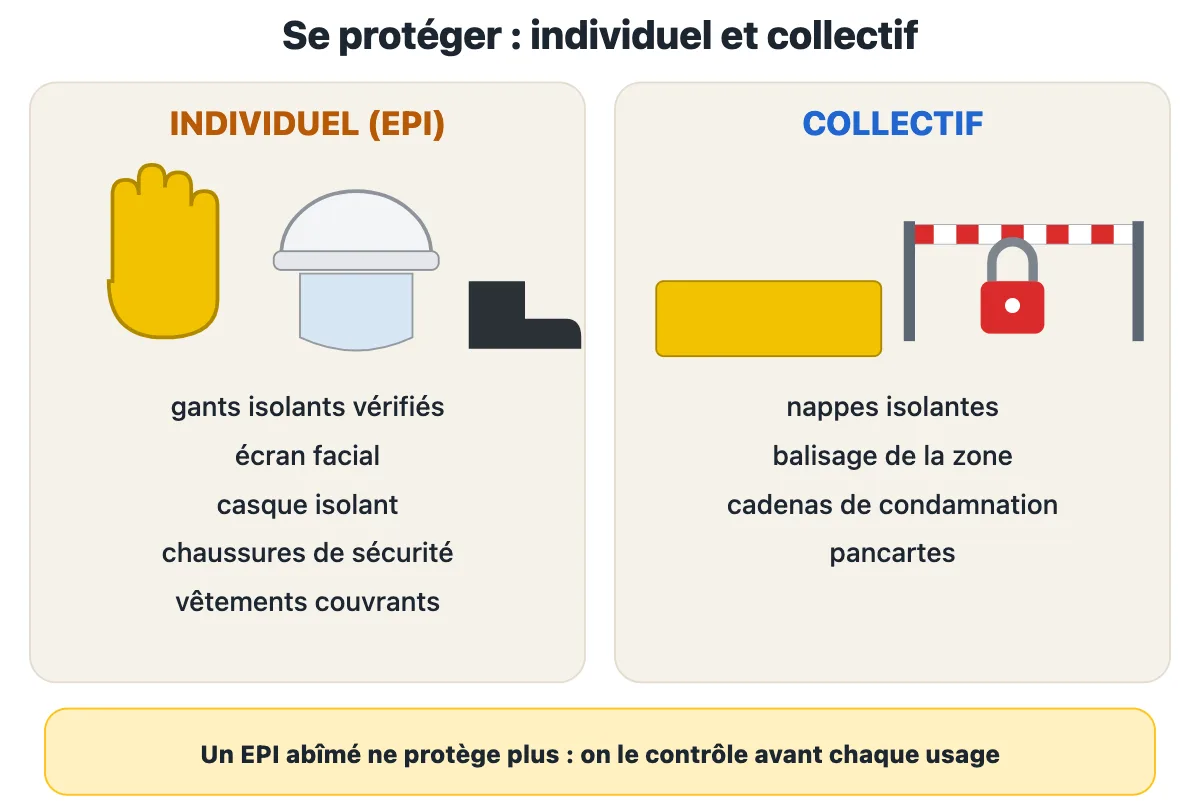 Se protéger : individuel et collectif
INDIVIDUEL (EPI)
gants isolants vérifiés
écran facial
casque isolant
chaussures de sécurité
vêtements couvrants
COLLECTIF
nappes isolantes
balisage de la zone
cadenas de condamnation
pancartes
Un EPI abîmé ne protège plus : on le contrôle avant chaque usage